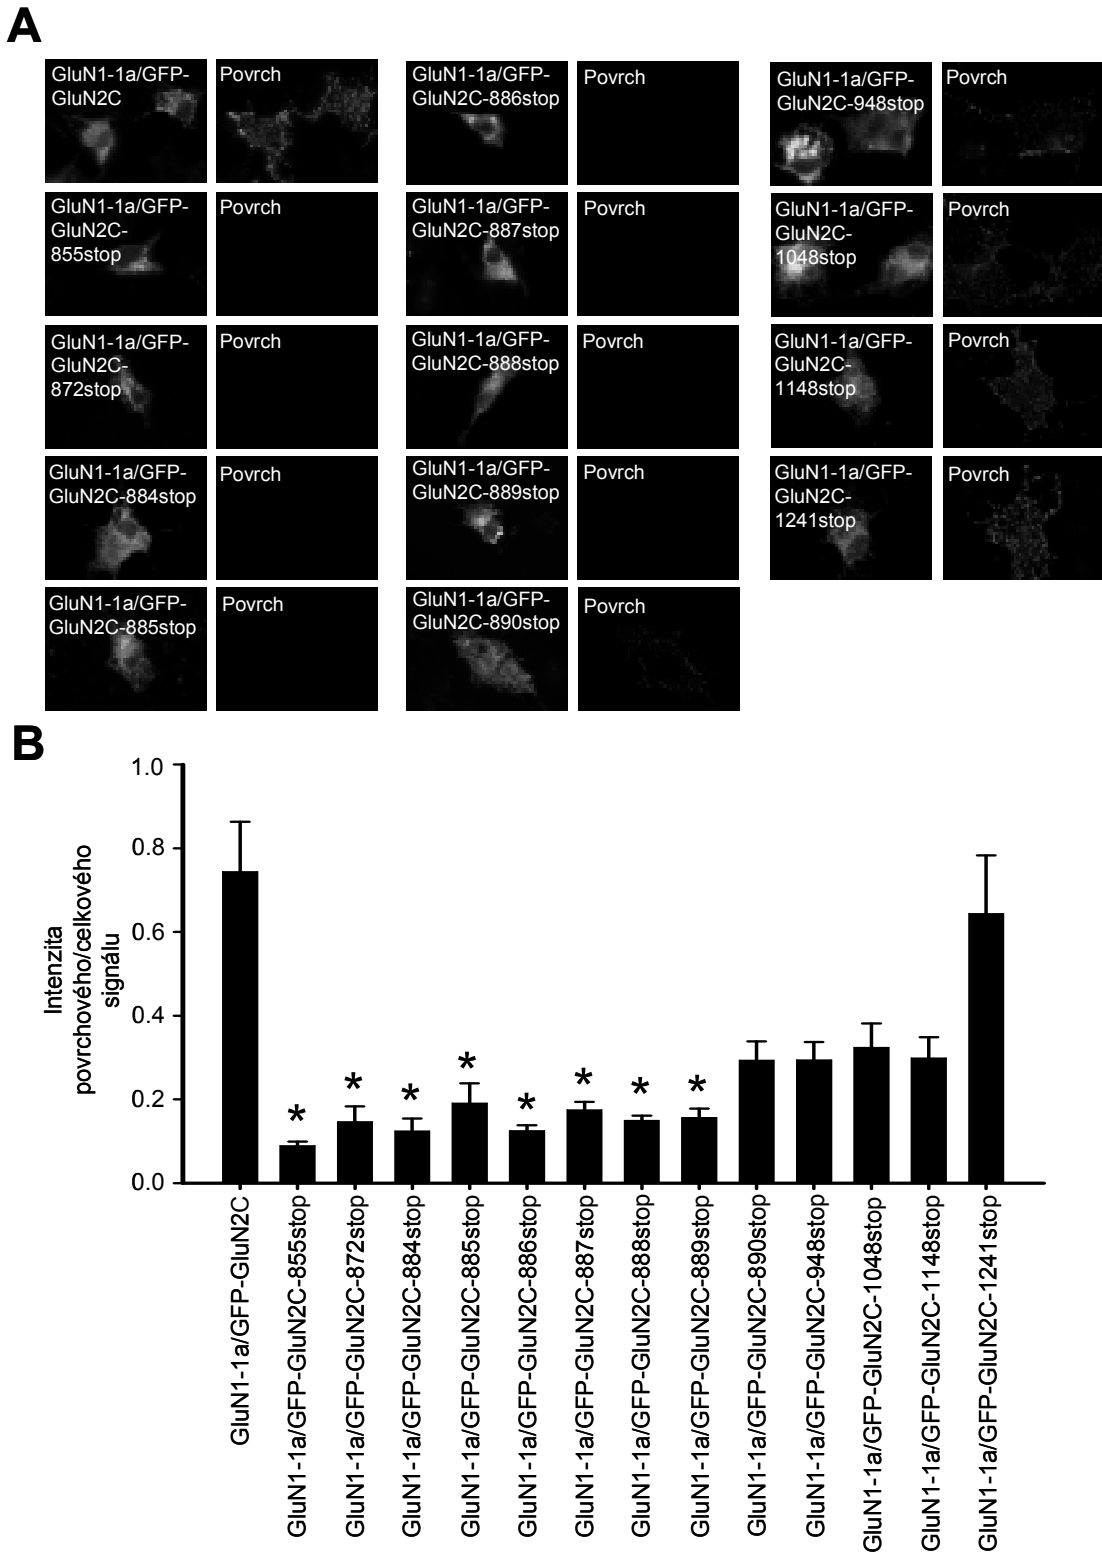 A
GluN1-1a/GFP-
GluN2C
Povrch
GluN1-1a/GFP-
GluN2C-886stop
Povrch
GluN1-1a/GFP-
GluN2C-948stop
Povrch
GluN1-1a/GFP-
GluN2C-
855stop
Povrch
GluN1-1a/GFP-
GluN2C-887stop
Povrch
GluN1-1a/GFP-
GluN2C-
1048stop
Povrch
GluN1-1a/GFP-
GluN2C-
872stop
Povrch
GluN1-1a/GFP-
GluN2C-888stop
Povrch
GluN1-1a/GFP-
GluN2C-
1148stop
Povrch
GluN1-1a/GFP-
GluN2C-884stop
Povrch
GluN1-1a/GFP-
GluN2C-889stop
Povrch
GluN1-1a/GFP-
GluN2C-
1241stop
Povrch
GluN1-1a/GFP-
GluN2C-885stop
Povrch
GluN1-1a/GFP-
GluN2C-890stop
Povrch
B
Intenzita
povrchového/celkového
signálu
1.0
0.8
0.6
0.4
0.2
0.0
* * * * * * * *
GluN1-1a/GFP-GluN2C
GluN1-1a/GFP-GluN2C-855stop
GluN1-1a/GFP-GluN2C-872stop
GluN1-1a/GFP-GluN2C-884stop
GluN1-1a/GFP-GluN2C-885stop
GluN1-1a/GFP-GluN2C-886stop
GluN1-1a/GFP-GluN2C-887stop
GluN1-1a/GFP-GluN2C-888stop
GluN1-1a/GFP-GluN2C-889stop
GluN1-1a/GFP-GluN2C-890stop
GluN1-1a/GFP-GluN2C-948stop
GluN1-1a/GFP-GluN2C-1048stop
GluN1-1a/GFP-GluN2C-1148stop
GluN1-1a/GFP-GluN2C-1241stop